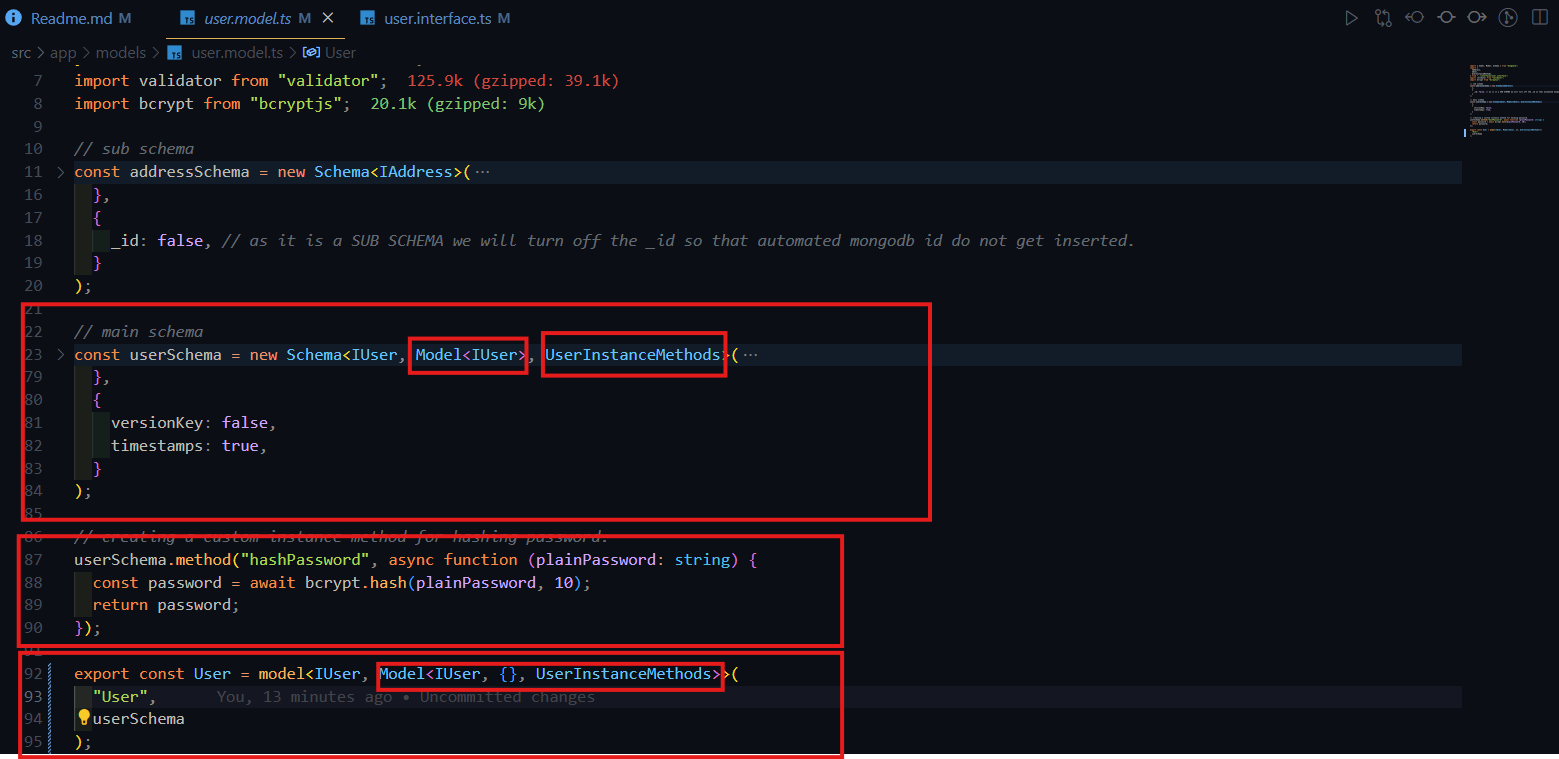 Readme.md M
user.model.ts M
user.interface.ts M
src > app > models > user.model.ts > User
7 import validator from "validator"; 125.9k (gzipped: 39.1k)
8 import bcrypt from "bcryptjs"; 20.1k (gzipped: 9k)
9
10 // sub schema
11 const addressSchema = new Schema<IAddress>( ···
16 },
17 {
18 _id: false, // as it is a SUB SCHEMA we will turn off the _id so that automated mongodb id do not get inserted.
19 }
20 );
21
22 // main schema
23 const userSchema = new Schema<IUser, Model<IUser>, UserInstanceMethods>( ···
79 },
80 {
81 versionKey: false,
82 timestamps: true,
83 }
84 );
85
86 // creating a custom instance method for hashing password.
87 userSchema.method("hashPassword", async function (plainPassword: string) {
88 const password = await bcrypt.hash(plainPassword, 10);
89 return password;
90 });
91
92 export const User = model<IUser, Model<IUser, {}, UserInstanceMethods>>(
93 "User", You, 13 minutes ago • Uncommitted changes
94 userSchema
95 );